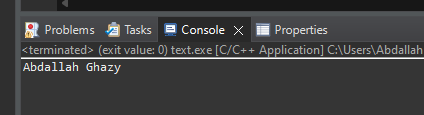 Problems Tasks Console Properties
<terminated> (exit value: 0) text.exe [C/C++ Application] C:\Users\Abdallah
Abdallah Ghazy